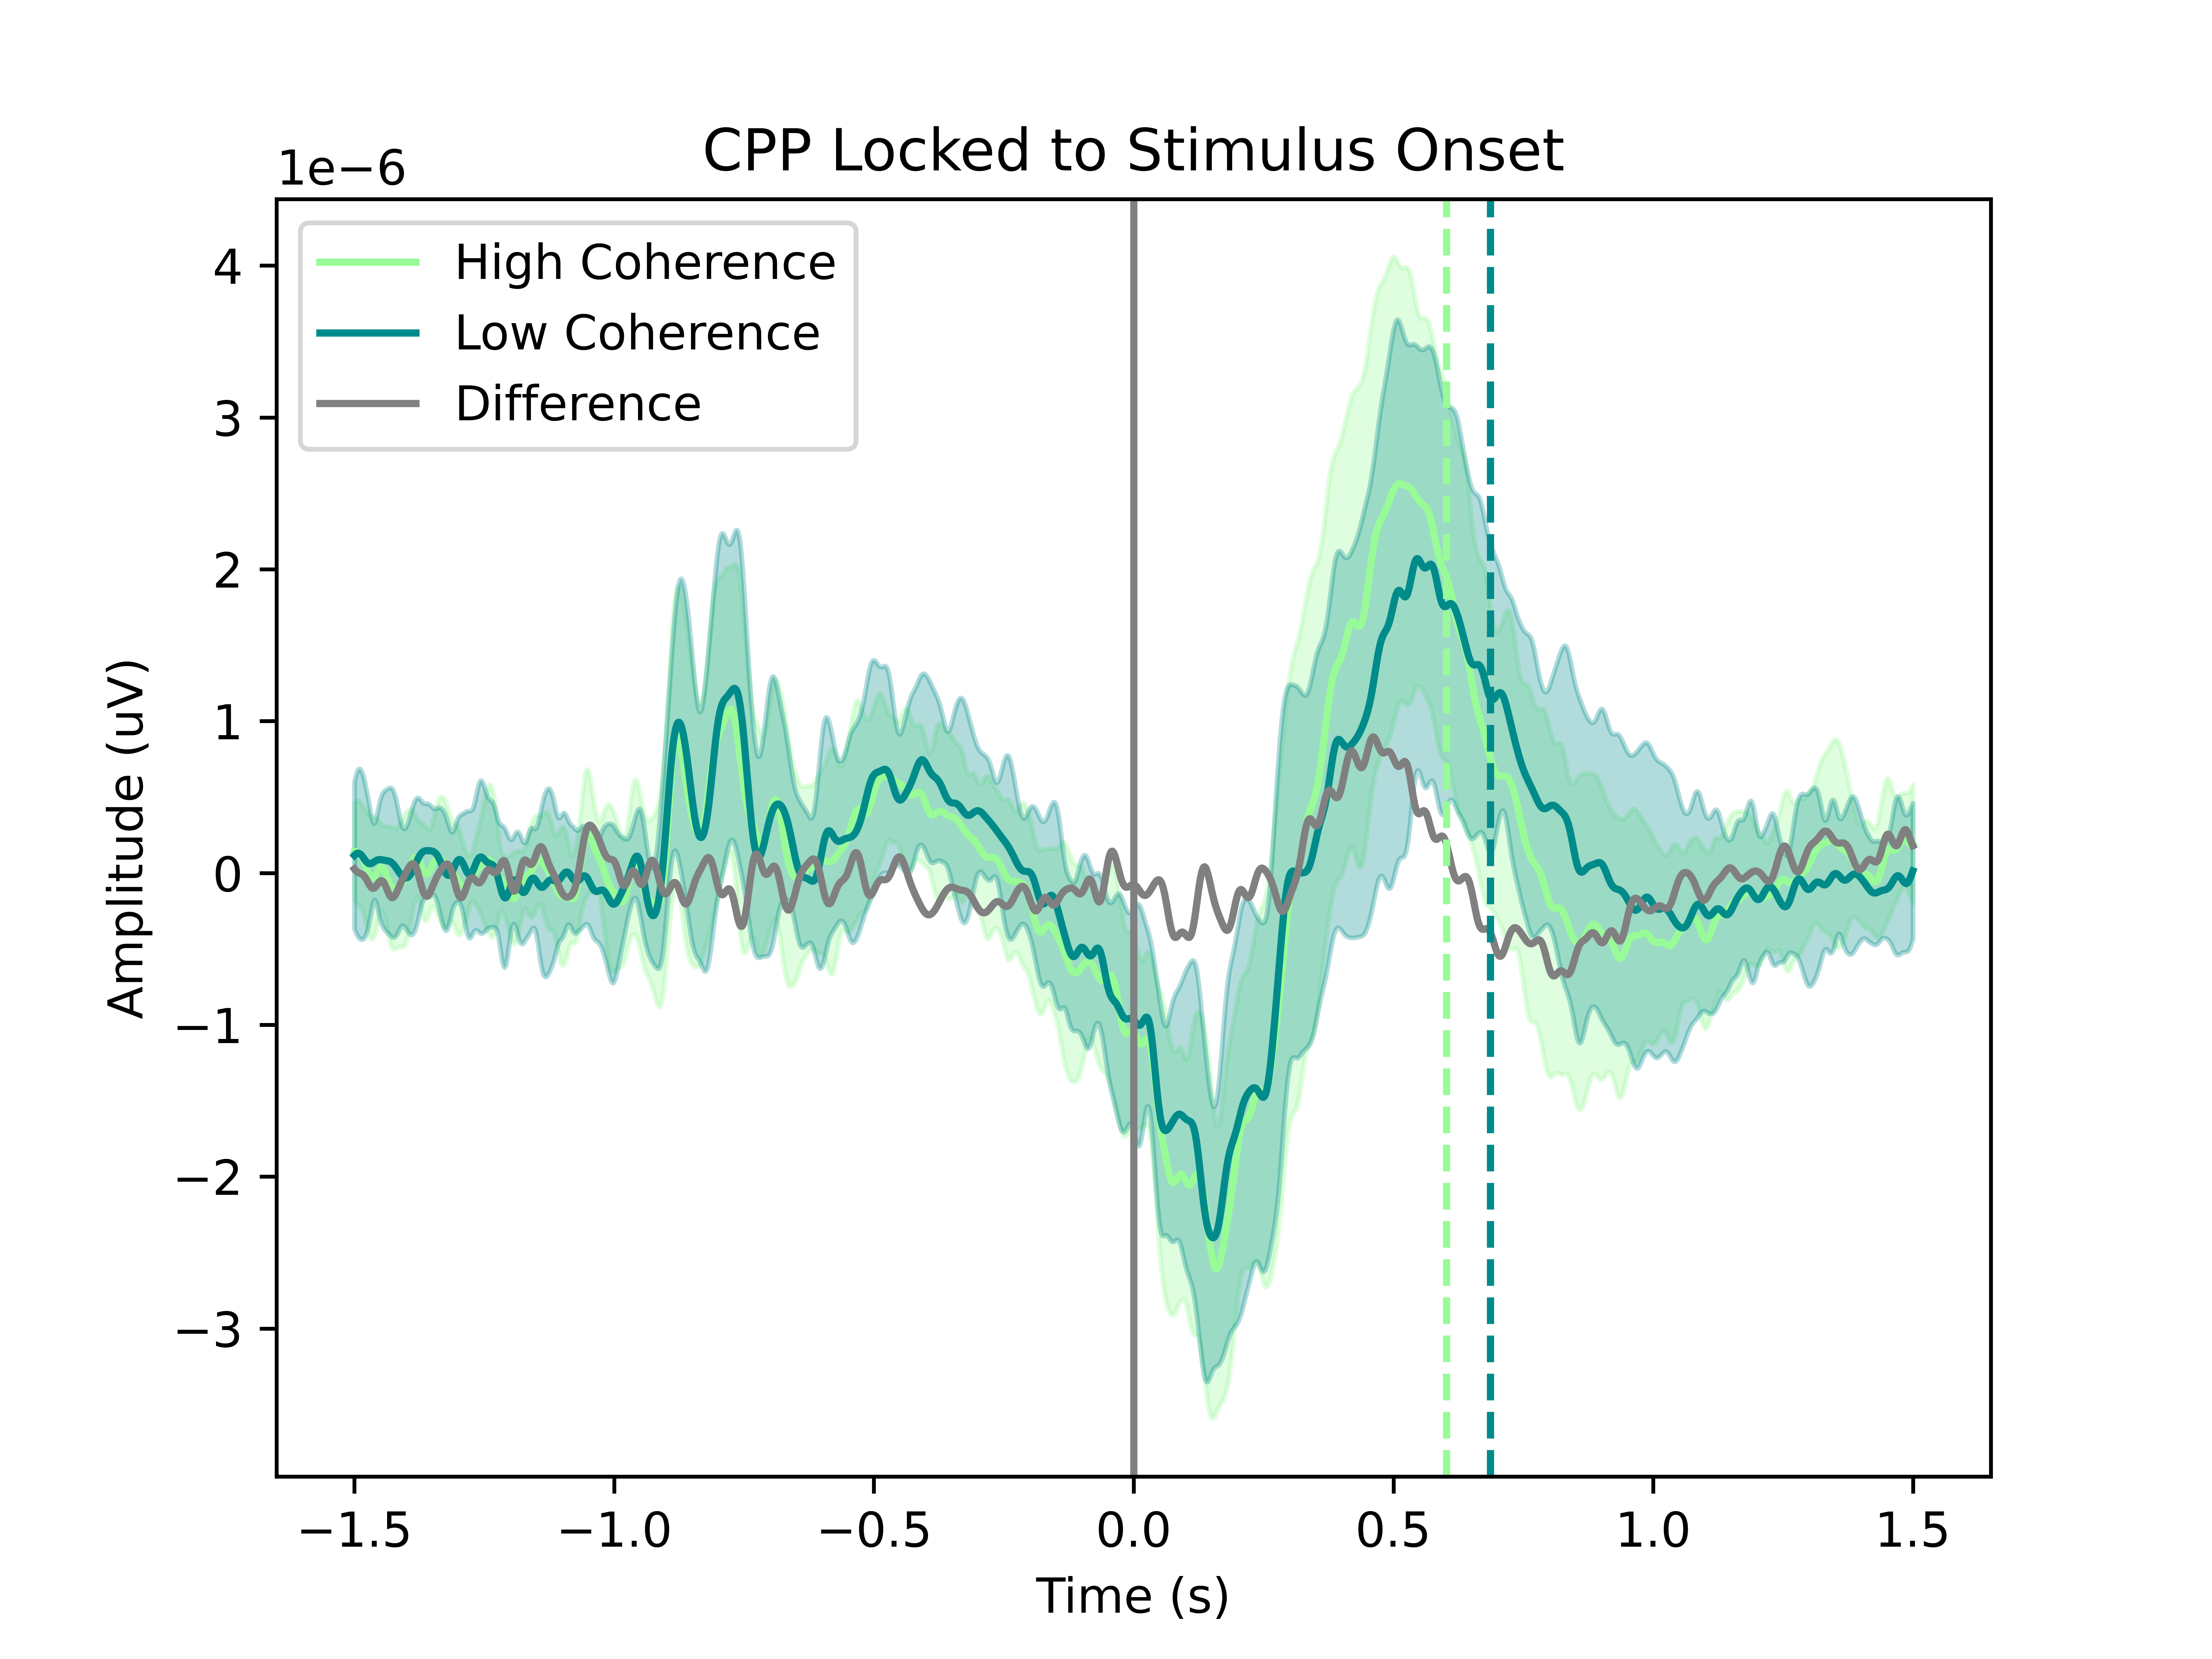 CPP Locked to Stimulus Onset
1e−6
High Coherence
Low Coherence
Difference
4
3
2
1
0
−1
−2
−3
Amplitude (uV)
−1.5 −1.0 −0.5 0.0 0.5 1.0 1.5
Time (s)